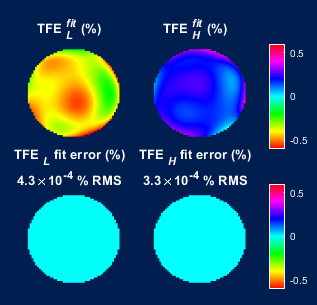 TFE L fit (%)
TFE H fit (%)
0.5
0
-0.5
TFE L fit error (%)
4.3×10-4 % RMS
TFE H fit error (%)
3.3×10-4 % RMS
0.5
0
-0.5